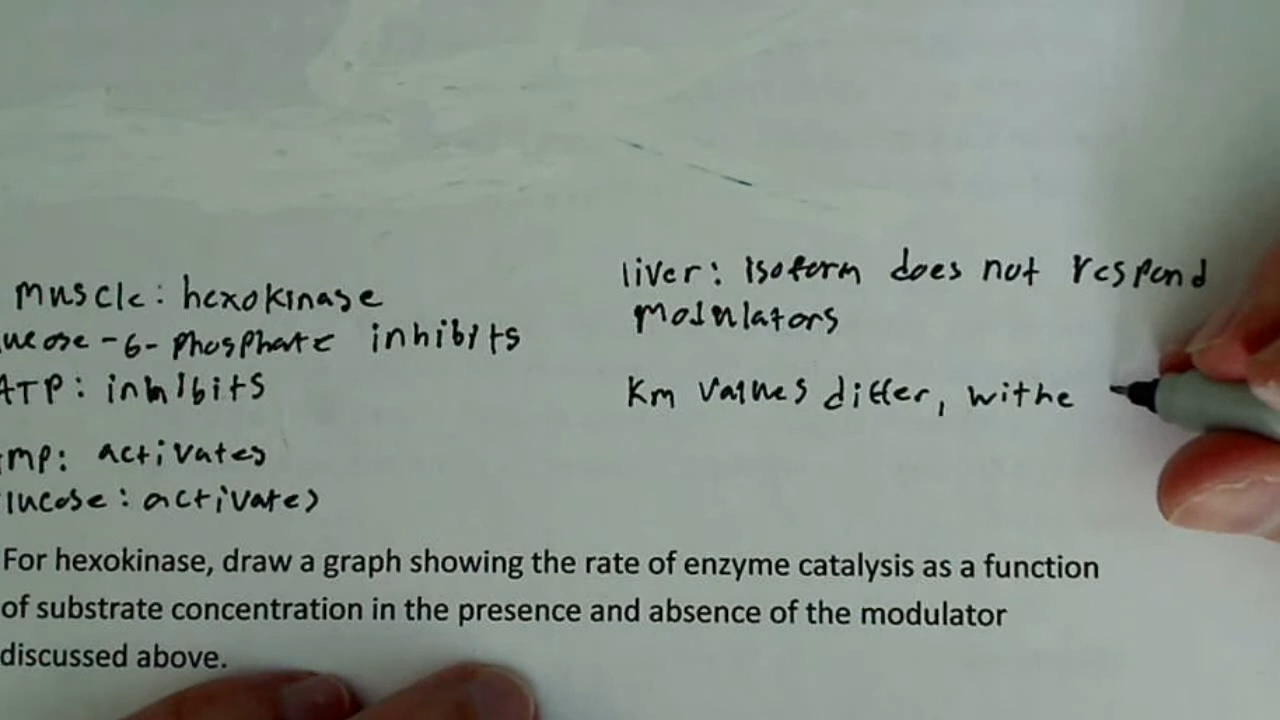 muscle: hexokinase
ucose-6-phosphate inhibits
ATP: inhibits
mp: activates
lucose: activates
liver: isoform does not respond
modulators
Km values differ, withe
For hexokinase, draw a graph showing the rate of enzyme catalysis as a function
of substrate concentration in the presence and absence of the modulator
discussed above.